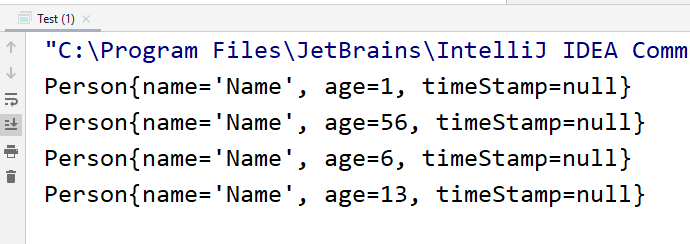 Test (1)
"C:\Program Files\JetBrains\IntelliJ IDEA Comm
Person{name='Name', age=1, timeStamp=null}
Person{name='Name', age=56, timeStamp=null}
Person{name='Name', age=6, timeStamp=null}
Person{name='Name', age=13, timeStamp=null}